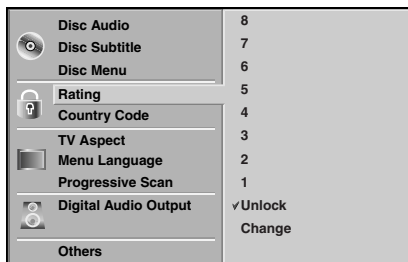 Disc Audio
Disc Subtitle
Disc Menu
Rating
Country Code
TV Aspect
Menu Language
Progressive Scan
Digital Audio Output
Others
8
7
6
5
4
3
2
1
✓Unlock
Change